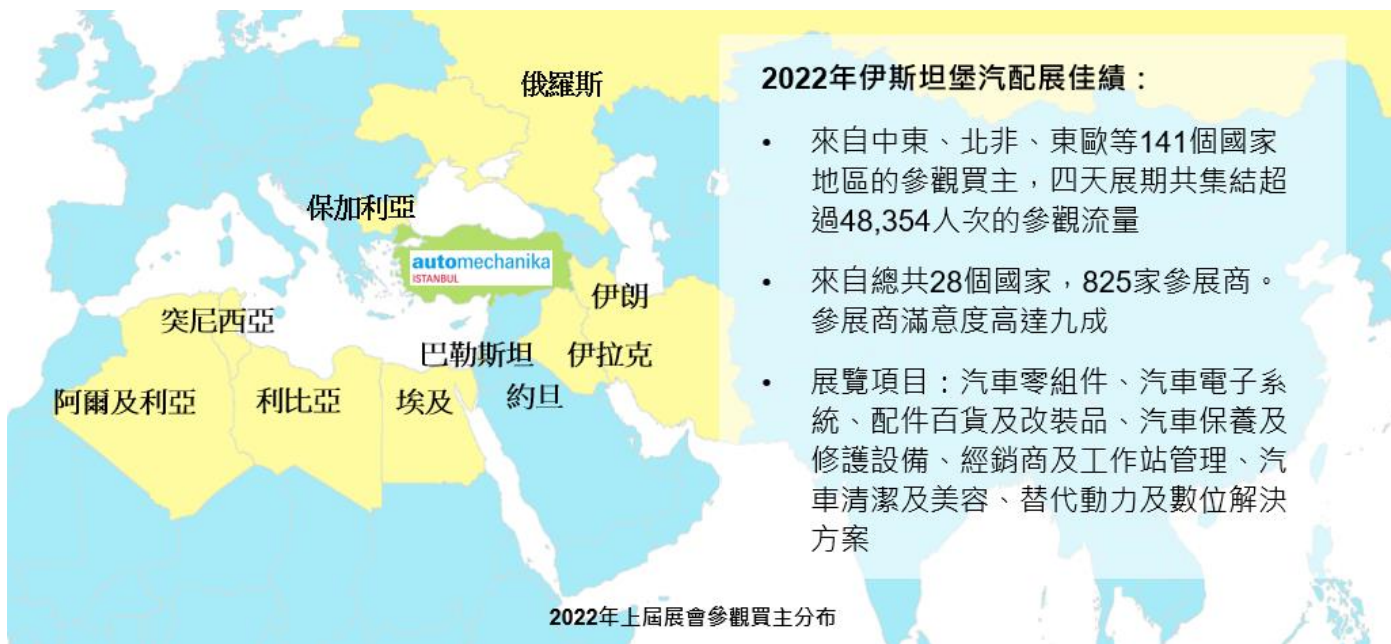 俄羅斯
保加利亞
automechanika
ISTANBUL
伊朗
突尼西亞
巴勒斯坦
伊拉克
阿爾及利亞
利比亞
埃及
約旦
2022年伊斯坦堡汽配展佳績：
• 來自中東、北非、東歐等141個國家
地區的參觀買主，四天展期共集結超
過48,354人次的參觀流量
• 來自總共28個國家，825家參展商。
參展商滿意度高達九成
• 展覽項目：汽車零組件、汽車電子系
統、配件百貨及改裝品、汽車保養及
修護設備、經銷商及工作站管理、汽
車清潔及美容、替代動力及數位解決
方案
2022年上屆展會參觀買主分布